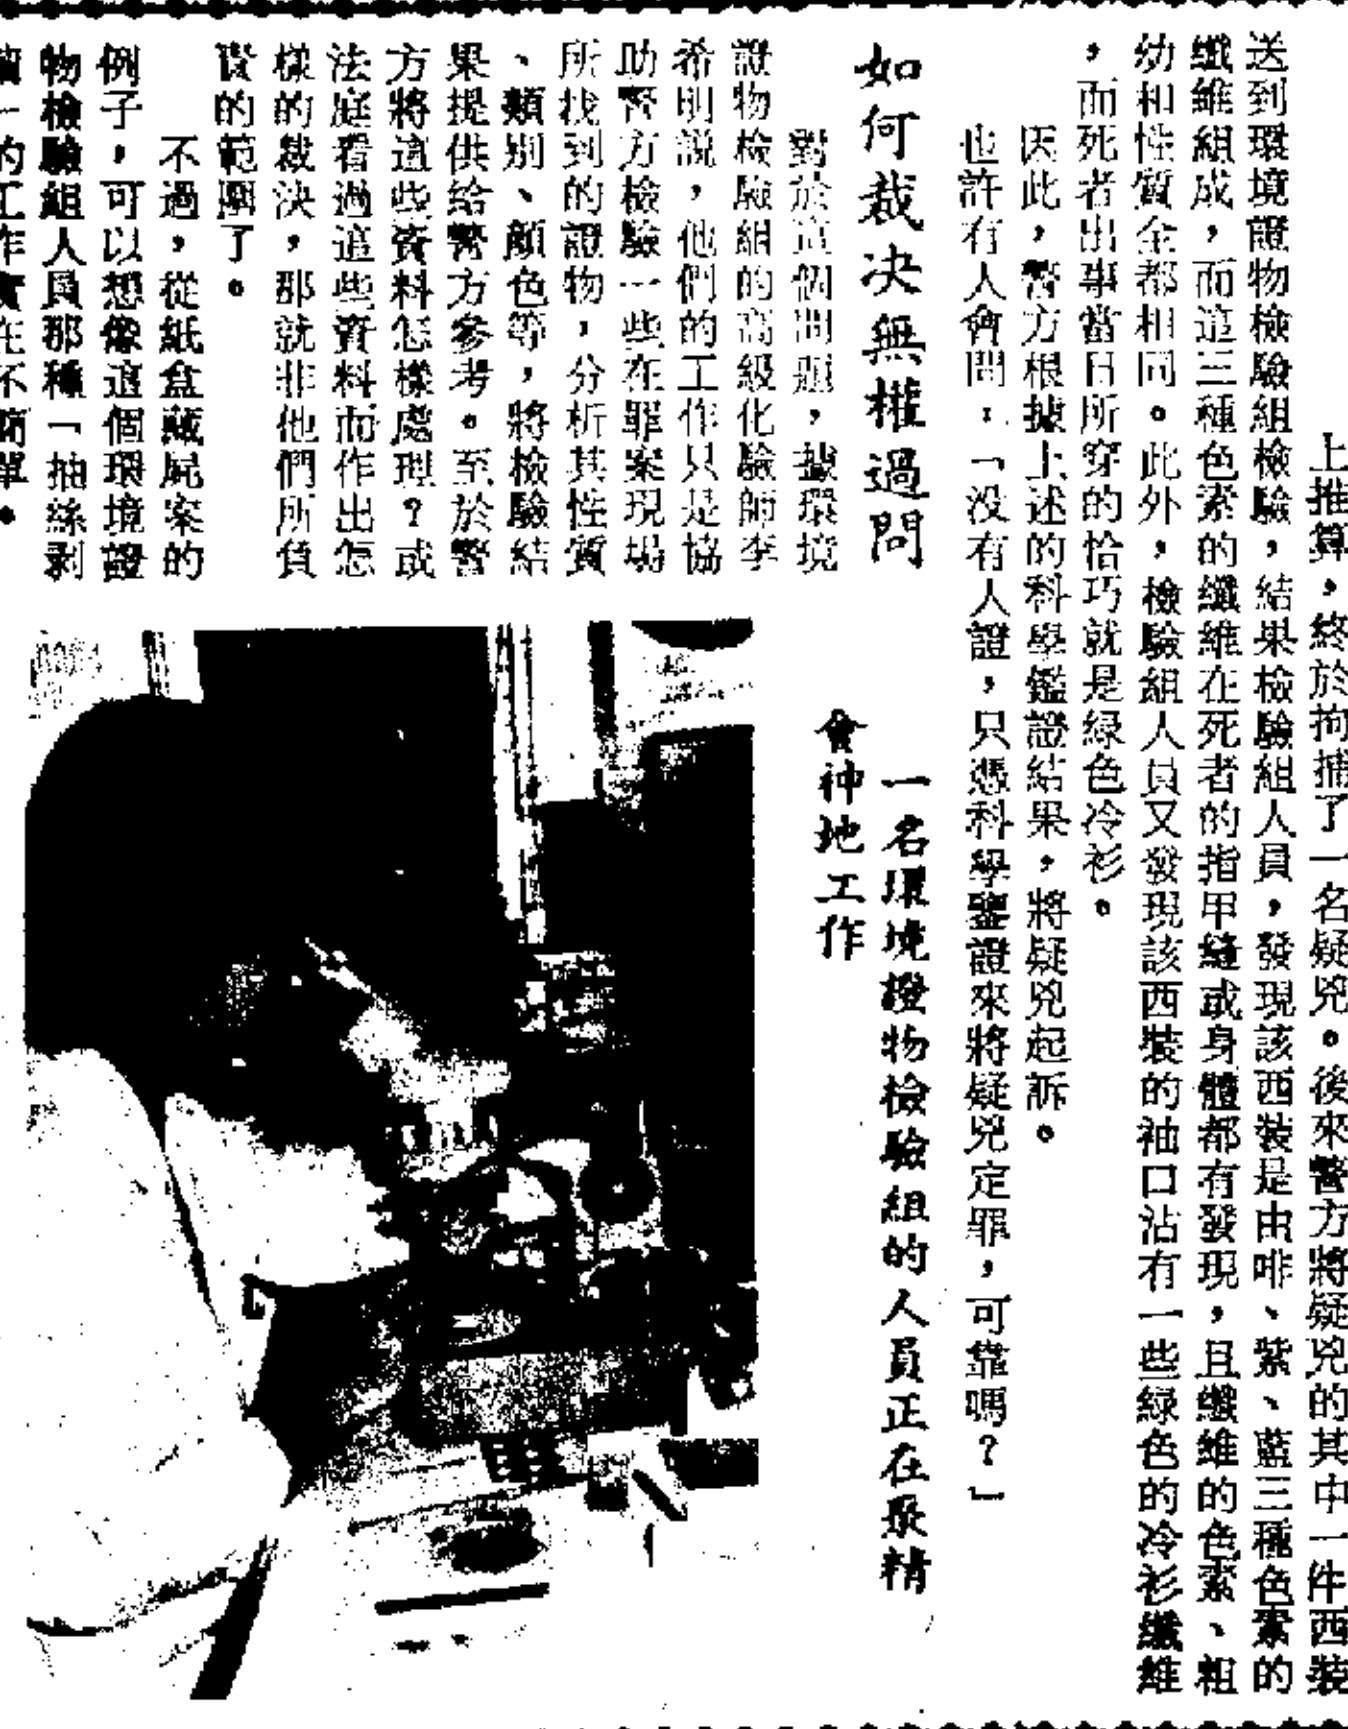 上推算，終於拘捕了一名疑兇。後來警方將疑兇的其中一件西裝
送到環境證物檢驗組檢驗，結果檢驗組人員，發現該西裝是由啡、紫、藍三種色素的
纖維組成，而這三種色素的纖維在死者的指甲縫或身體都有發現，且纖維的色素、粗
幼和性質全都相同。此外，檢驗組人員又發現該西裝的袖口沾有一些緑色的冷衫纖維
，而死者出事當日所穿的恰巧就是緑色冷衫。
因此，警方根據上述的科學鑑證結果，將疑兇起訴。
也許有人會問：「没有人證，只憑科學鑒證來將疑兇定罪，可靠嗎？」
如何裁决無權過問
對於這個問題，據環境
證物檢驗組的高級化驗師李
希明説，他們的工作只是協
助警方檢驗一些在罪案現場
所找到的證物，分析其性質
、類别、顏色等，將檢驗結
果提供給警方參考。至於警
方將這些資料怎樣處理？或
法庭看過這些資料而作出怎
樣的裁決，那就非他們所負
責的範圍了。
不過，從紙盒藏屍案的
例子，可以想像這個環境證
物檢驗組人員那種「抽絲剥
的工作實在不簡單。
一名環境證物檢驗組的人員正在聚精
會神地工作